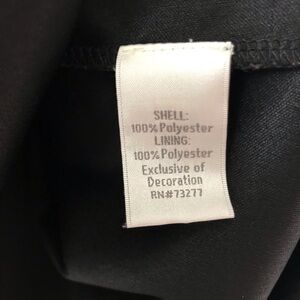 SHELL:
100% Polyester
LINING:
100% Polyester
Exclusive of
Decoration
RN#73277